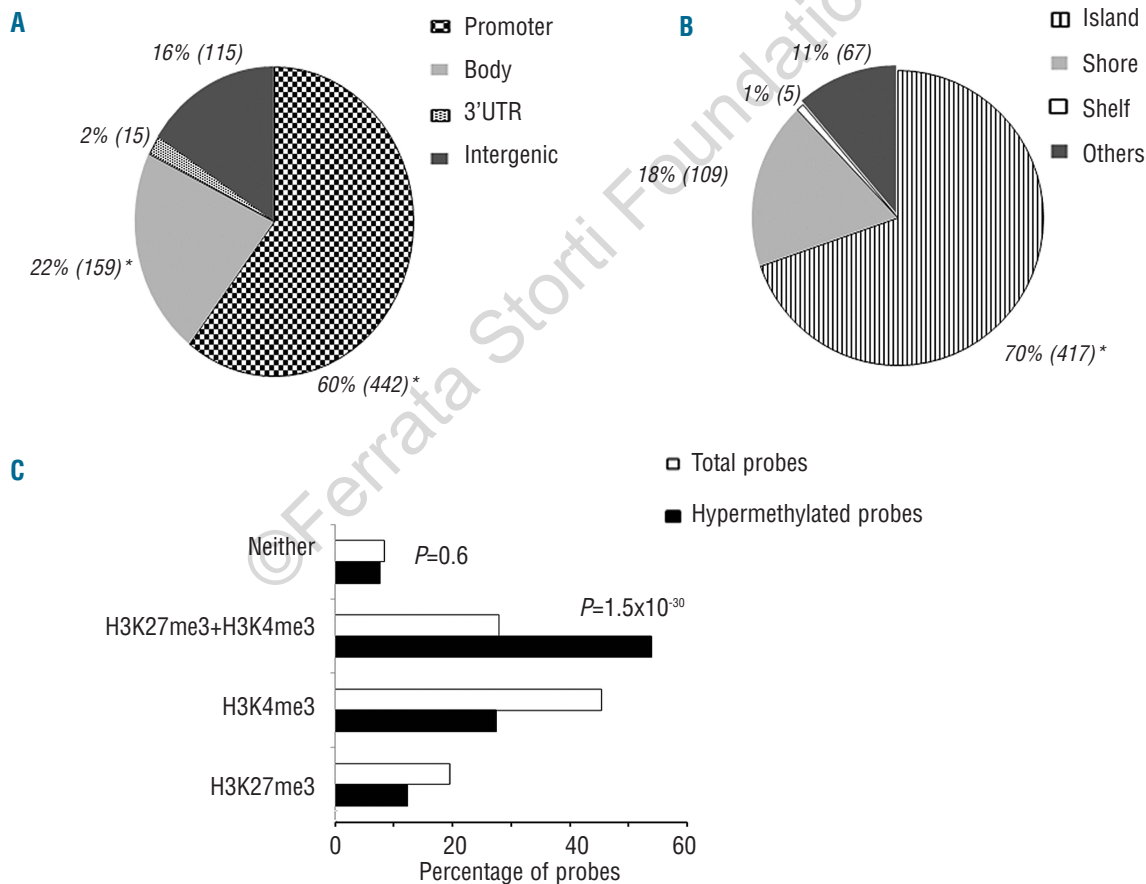 A
16% (115)
2% (15)
22% (159)*
60% (442)*
Promoter
Body
3'UTR
Intergenic
B
11% (67)
1% (5)
18% (109)
70% (417)*
Island
Shore
Shelf
Others
©Ferrata Storti Foundation
C
Total probes
Hypermethylated probes
Neither
P=0.6
H3K27me3+H3K4me3
P=1.5x10⁻³⁰
H3K4me3
H3K27me3
0 20 40 60
Percentage of probes